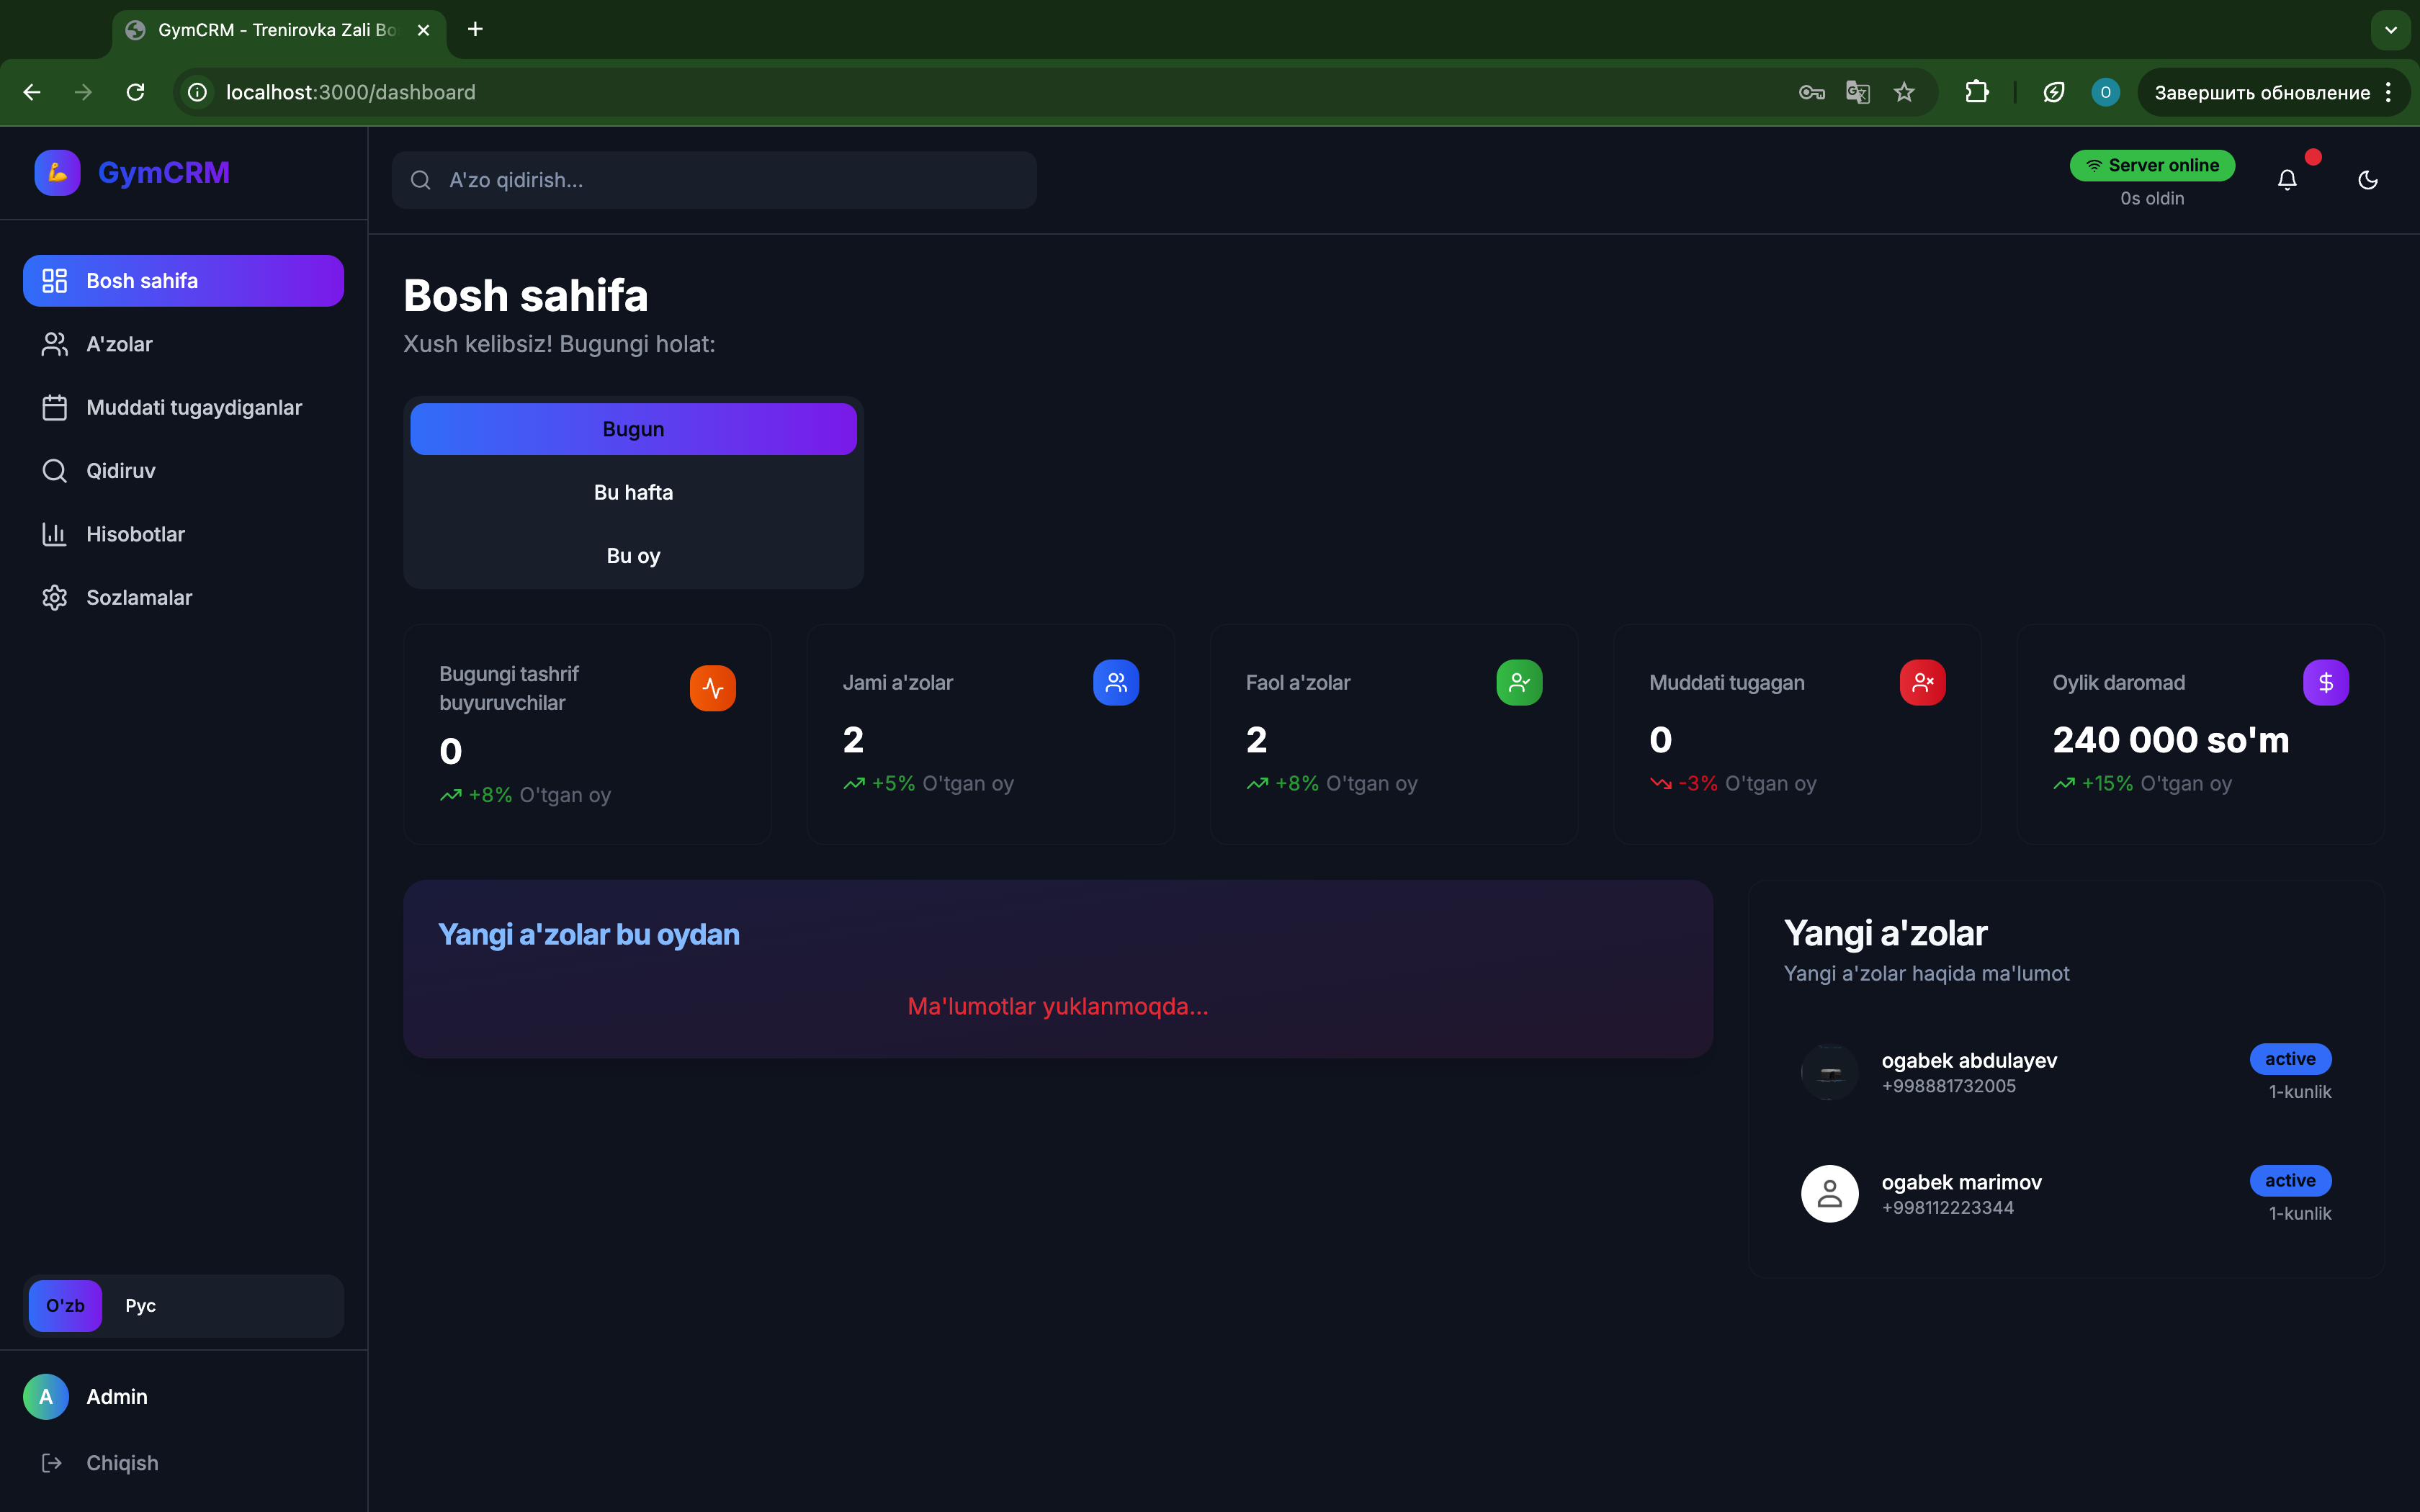 GymCRM - Trenirovka Zali Bo
localhost:3000/dashboard
O
Завершить обновление
GymCRM
A'zo qidirish...
Server online
0s oldin
Bosh sahifa
A'zolar
Muddati tugaydiganlar
Qidiruv
Hisobotlar
Sozlamalar
O'zb
Рус
A
Admin
Chiqish
Bosh sahifa
Xush kelibsiz! Bugungi holat:
Bugun
Bu hafta
Bu oy
Bugungi tashrif
buyuruvchilar
0
+8% O'tgan oy
Jami a'zolar
2
+5% O'tgan oy
Faol a'zolar
2
+8% O'tgan oy
Muddati tugagan
0
-3% O'tgan oy
Oylik daromad
240 000 so'm
+15% O'tgan oy
Yangi a'zolar bu oydan
Ma'lumotlar yuklanmoqda...
Yangi a'zolar
Yangi a'zolar haqida ma'lumot
ogabek abdulayev
+998881732005
active
1-kunlik
ogabek marimov
+998112223344
active
1-kunlik